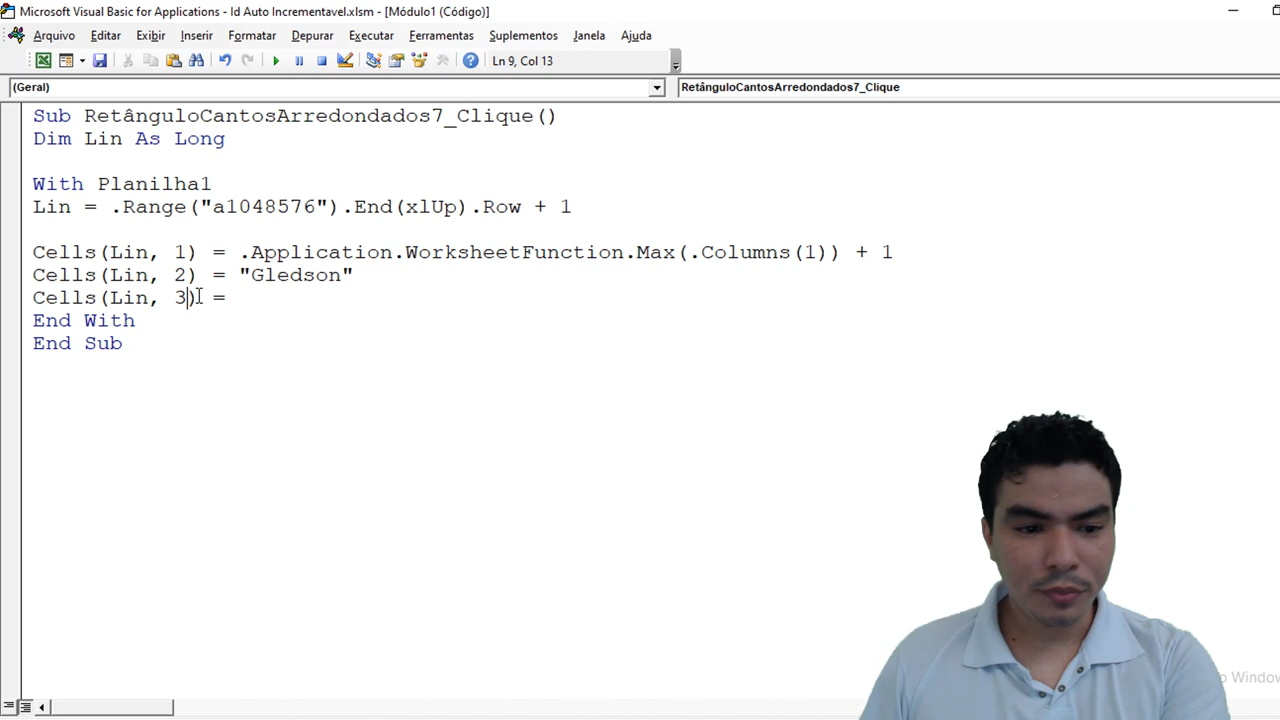 Microsoft Visual Basic for Applications - Id Auto Incrementavel.xlsm - [Módulo1 (Código)]
Arquivo Editar Exibir Inserir Formatar Depurar Executar Ferramentas Suplementos Janela Ajuda
Ln 9, Col 13
(Geral) RetânguloCantosArredondados7_Clique
Sub RetânguloCantosArredondados7_Clique()
Dim Lin As Long
With Planilha1
Lin = .Range("a1048576").End(xlUp).Row + 1
Cells(Lin, 1) = .Application.WorksheetFunction.Max(.Columns(1)) + 1
Cells(Lin, 2) = "Gledson"
Cells(Lin, 3) =
End With
End Sub
Windo